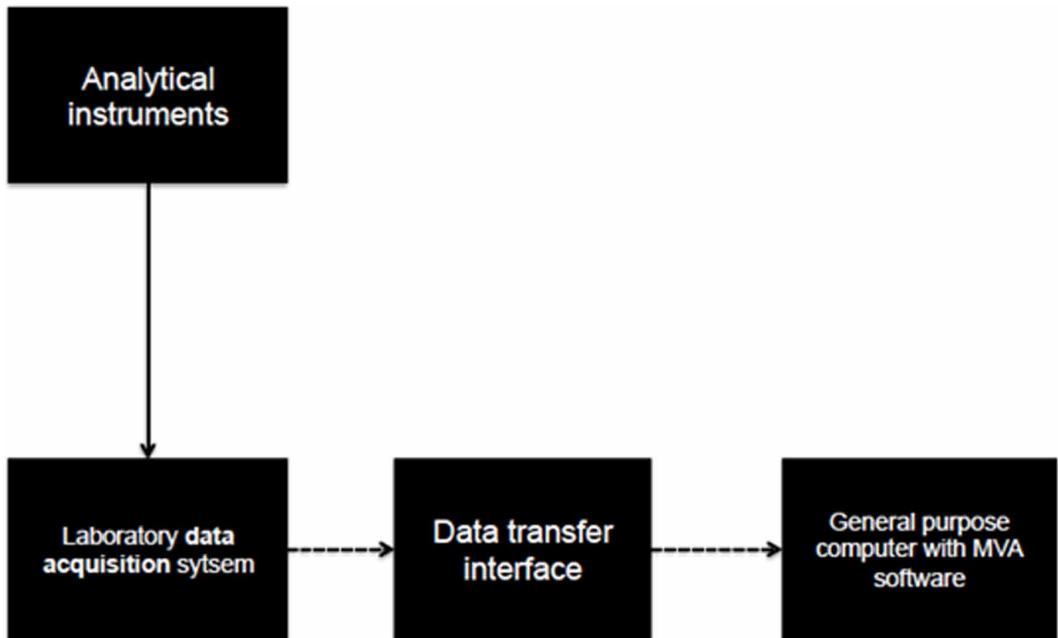 Analytical
instruments
Laboratory data
acquisition sytsem
Data transfer
interface
General purpose
computer with MVA
software